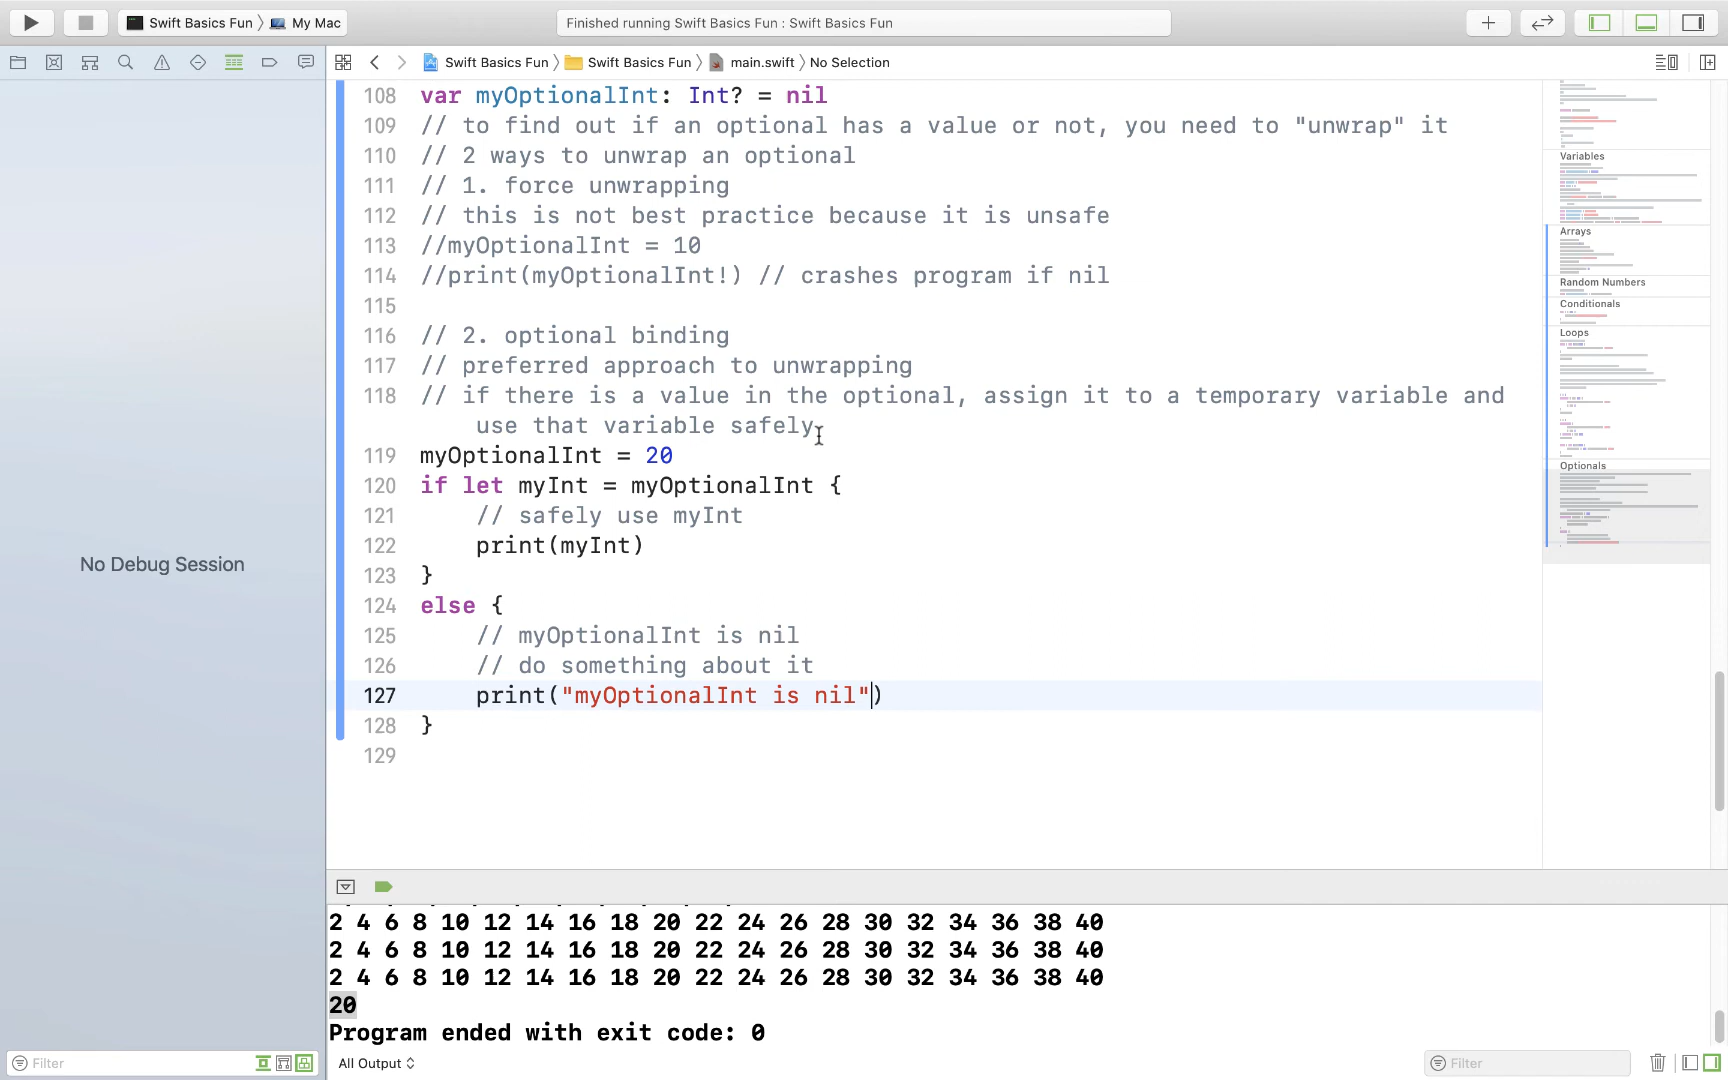 Swift Basics Fun 〉 My Mac
Finished running Swift Basics Fun : Swift Basics Fun
Swift Basics Fun 〉 Swift Basics Fun 〉 main.swift 〉 No Selection
108 var myOptionalInt: Int? = nil
109 // to find out if an optional has a value or not, you need to "unwrap" it
110 // 2 ways to unwrap an optional
111 // 1. force unwrapping
112 // this is not best practice because it is unsafe
113 //myOptionalInt = 10
114 //print(myOptionalInt!) // crashes program if nil
115
116 // 2. optional binding
117 // preferred approach to unwrapping
118 // if there is a value in the optional, assign it to a temporary variable and
use that variable safely
119 myOptionalInt = 20
120 if let myInt = myOptionalInt {
121 // safely use myInt
122 print(myInt)
123 }
124 else {
125 // myOptionalInt is nil
126 // do something about it
127 print("myOptionalInt is nil")
128 }
129
Variables
Arrays
Random Numbers
Conditionals
Loops
Optionals
No Debug Session
2 4 6 8 10 12 14 16 18 20 22 24 26 28 30 32 34 36 38 40
2 4 6 8 10 12 14 16 18 20 22 24 26 28 30 32 34 36 38 40
2 4 6 8 10 12 14 16 18 20 22 24 26 28 30 32 34 36 38 40
20
Program ended with exit code: 0
Filter
All Output
Filter